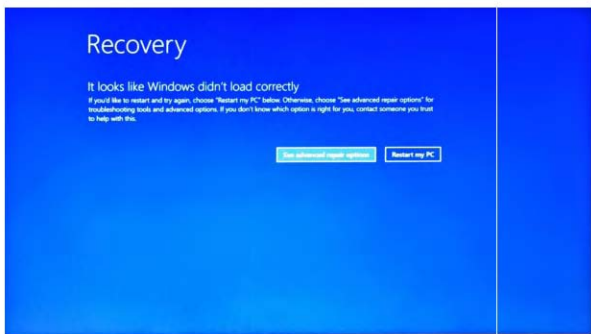 Recovery
It looks like Windows didn't load correctly
If you'd like to restart and try again, choose "Restart my PC" below. Otherwise, choose "See advanced repair options" for
troubleshooting tools and advanced options. If you don't know which option is right for you, contact someone you trust
to help with this.
See advanced repair options Restart my PC